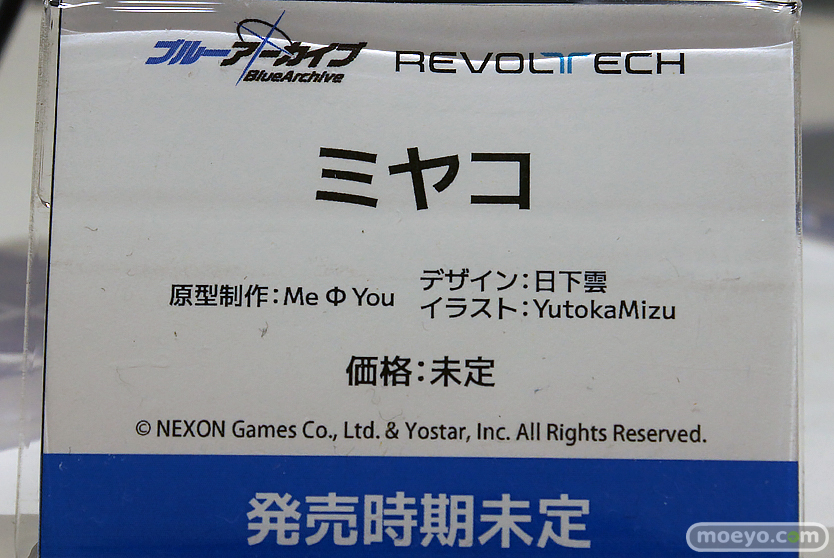 ブルーアーカイブ
BlueArchive
REVOLTECH
ミヤコ
原型制作：Me Φ You
デザイン：日下雲
イラスト：YutokaMizu
価格：未定
© NEXON Games Co., Ltd. & Yostar, Inc. All Rights Reserved.
発売時期未定
moeyo.com